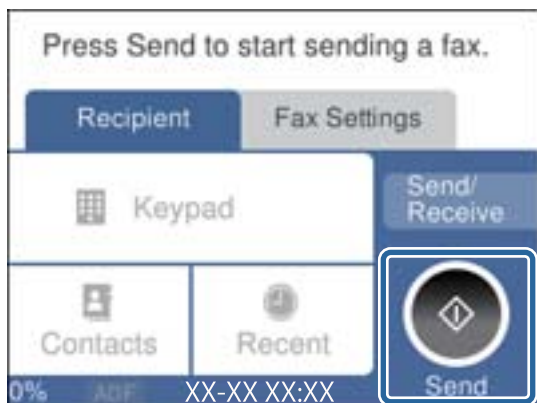 Press Send to start sending a fax.
Recipient
Fax Settings
Keypad
Send/
Receive
Contacts
Recent
0%
ADF
XX-XX XX:XX
Send